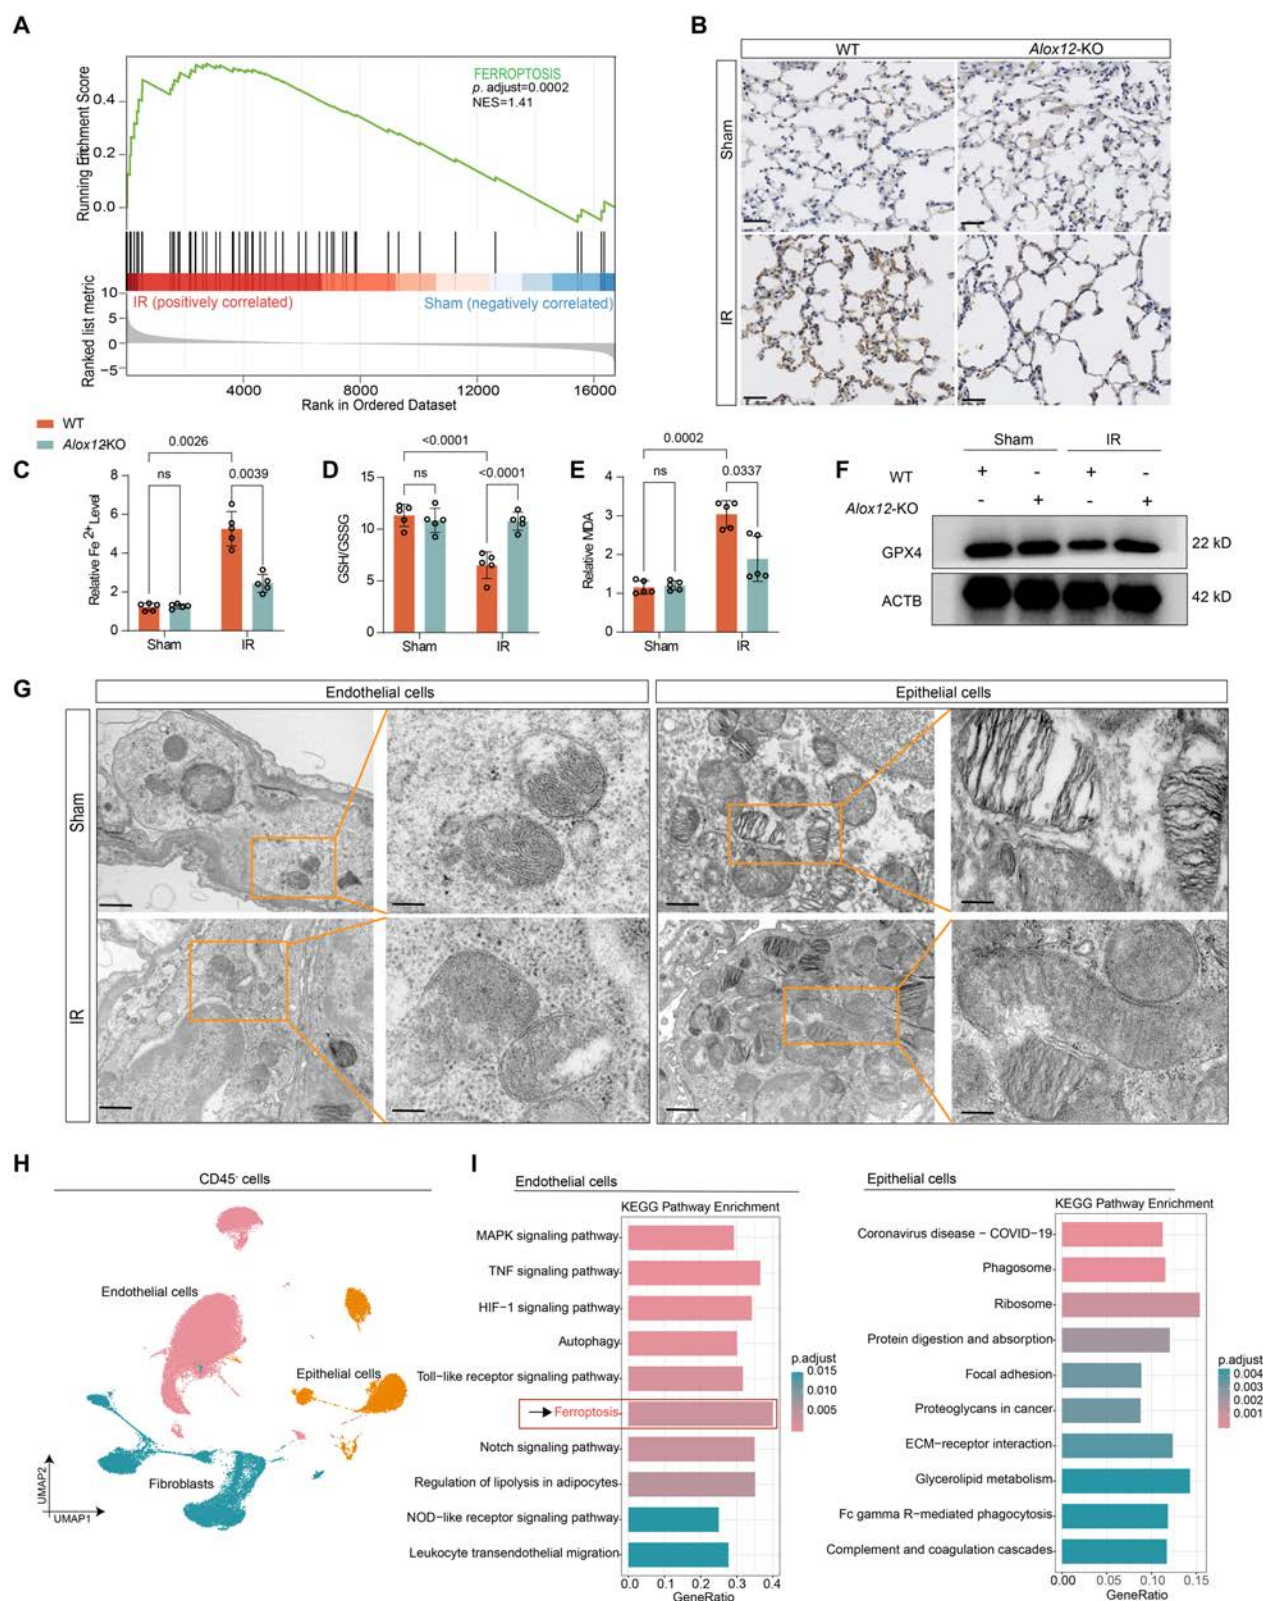 A
FERROPTOSIS
p. adjust=0.0002
NES=1.41
Running Enrichment Score
0.4
0.2
0.0
IR (positively correlated)
Sham (negatively correlated)
Ranked list metric
10
5
0
−5
4000
8000
12000
16000
Rank in Ordered Dataset
B
WT
Alox12-KO
Sham
IR
WT
Alox12-KO
C
0.0026
ns
0.0039
Relative Fe 2+ Level
8
6
4
2
0
Sham
IR
D
<0.0001
ns
<0.0001
GSH/GSSG
15
10
5
0
Sham
IR
E
0.0002
ns
0.0337
Relative MDA
4
3
2
1
0
Sham
IR
F
Sham
IR
WT
+
-
+
-
Alox12-KO
-
+
-
+
GPX4
22 kD
ACTB
42 kD
G
Endothelial cells
Epithelial cells
Sham
IR
H
CD45- cells
Endothelial cells
Epithelial cells
Fibroblasts
UMAP2
UMAP1
I
Endothelial cells
KEGG Pathway Enrichment
MAPK signaling pathway
TNF signaling pathway
HIF−1 signaling pathway
Autophagy
Toll−like receptor signaling pathway
Ferroptosis
Notch signaling pathway
Regulation of lipolysis in adipocytes
NOD−like receptor signaling pathway
Leukocyte transendothelial migration
0.0
0.1
0.2
0.3
0.4
GeneRatio
p.adjust
0.015
0.010
0.005
Epithelial cells
KEGG Pathway Enrichment
Coronavirus disease − COVID−19
Phagosome
Ribosome
Protein digestion and absorption
Focal adhesion
Proteoglycans in cancer
ECM−receptor interaction
Glycerolipid metabolism
Fc gamma R−mediated phagocytosis
Complement and coagulation cascades
0.00
0.05
0.10
0.15
GeneRatio
p.adjust
0.004
0.003
0.002
0.001